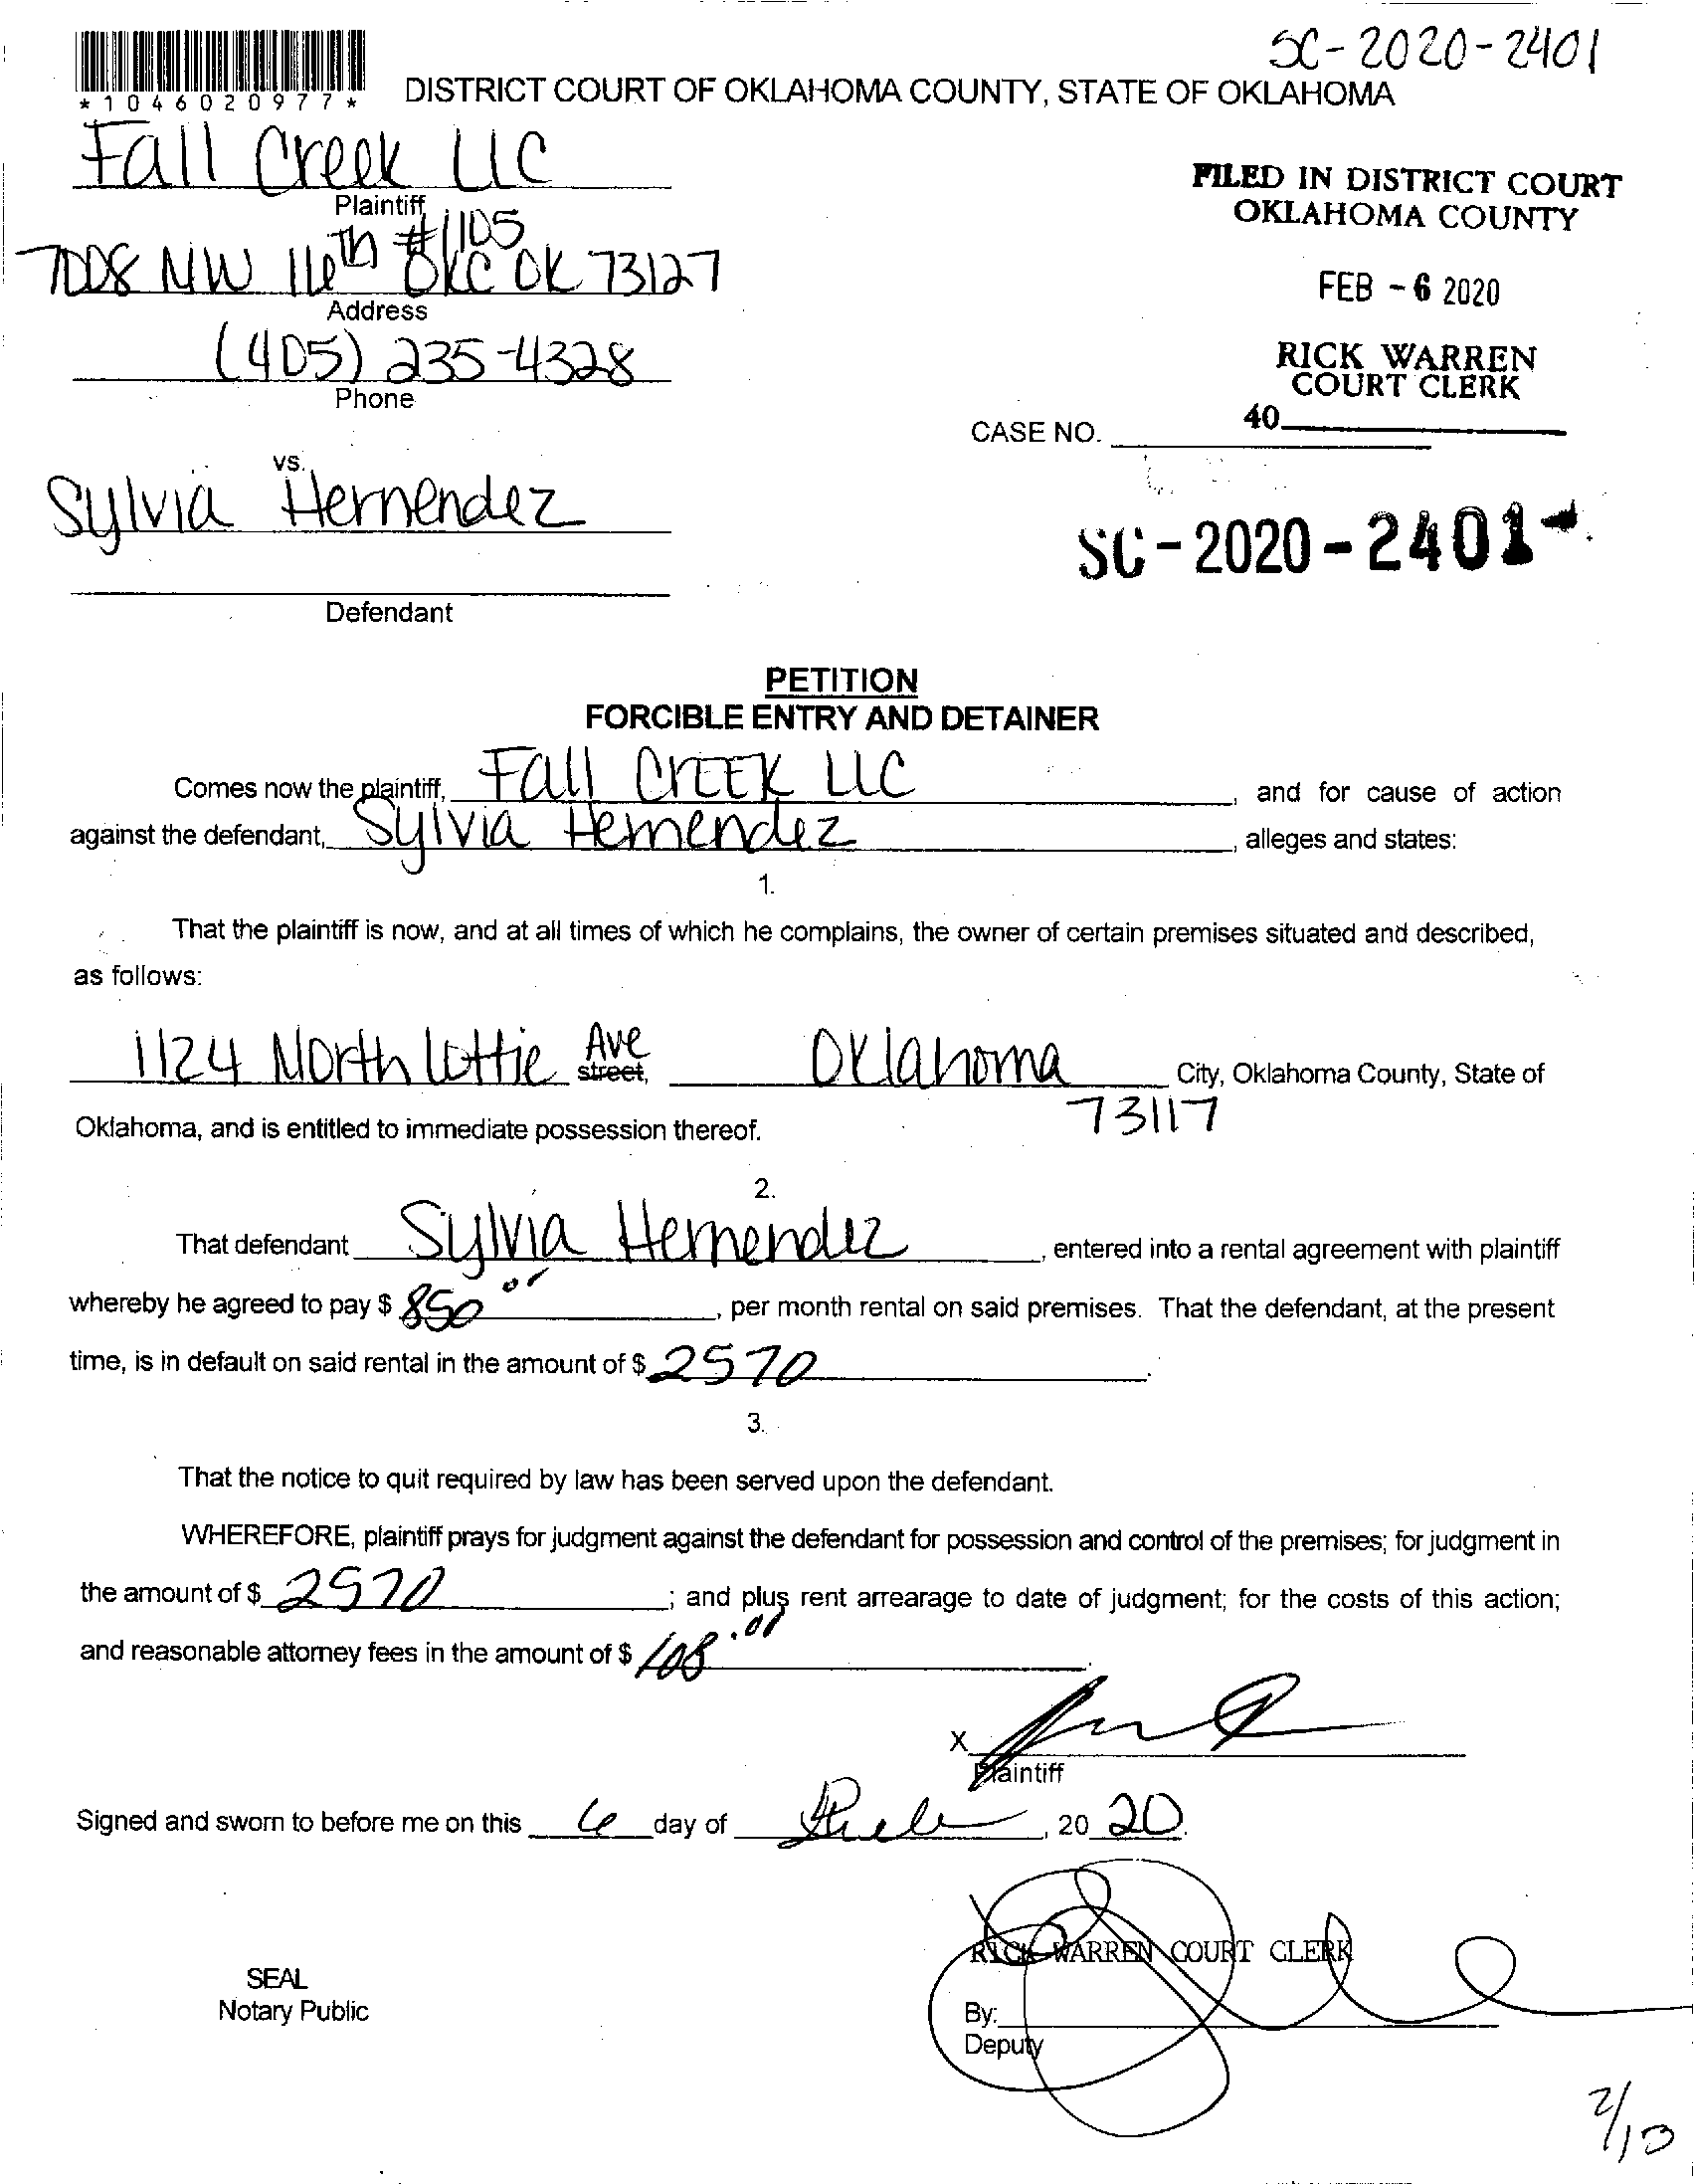 SC-2020-2401
*1046020977*
DISTRICT COURT OF OKLAHOMA COUNTY, STATE OF OKLAHOMA
Fall Creek LLC
Plaintiff
FILED IN DISTRICT COURT
OKLAHOMA COUNTY
7008 NW 16th #1105 OKC OK 73127
Address
FEB - 6 2020
(405) 235-4328
Phone
RICK WARREN
COURT CLERK
40
CASE NO.
vs.
Sylvia Hernendez
SC-2020-2401
Defendant
PETITION
FORCIBLE ENTRY AND DETAINER
Comes now the plaintiff, Fall Creek LLC, and for cause of action
against the defendant, Sylvia Hernendez, alleges and states:
1.
That the plaintiff is now, and at all times of which he complains, the owner of certain premises situated and described,
as follows:
1124 North Lottie Ave street, Oklahoma City, Oklahoma County, State of
73117
Oklahoma, and is entitled to immediate possession thereof.
2.
That defendant Sylvia Hernendez, entered into a rental agreement with plaintiff
whereby he agreed to pay $ 850.00, per month rental on said premises. That the defendant, at the present
time, is in default on said rental in the amount of $ 2570.
3.
That the notice to quit required by law has been served upon the defendant.
WHEREFORE, plaintiff prays for judgment against the defendant for possession and control of the premises; for judgment in
the amount of $ 2570; and plus rent arrearage to date of judgment; for the costs of this action;
and reasonable attorney fees in the amount of $
X
Plaintiff
Signed and sworn to before me on this 6 day of , 20 20.
RICK WARREN COURT CLERK
SEAL
Notary Public
By:
Deputy
2/13